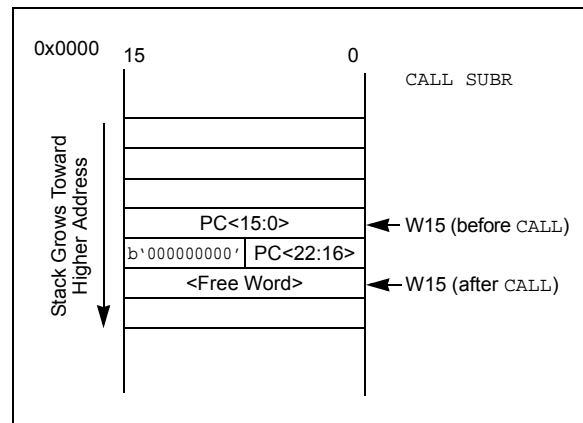 0x0000
15 0
CALL SUBR
Stack Grows Toward
Higher Address
PC<15:0>
W15 (before CALL)
b‘000000000’ PC<22:16>
<Free Word>
W15 (after CALL)